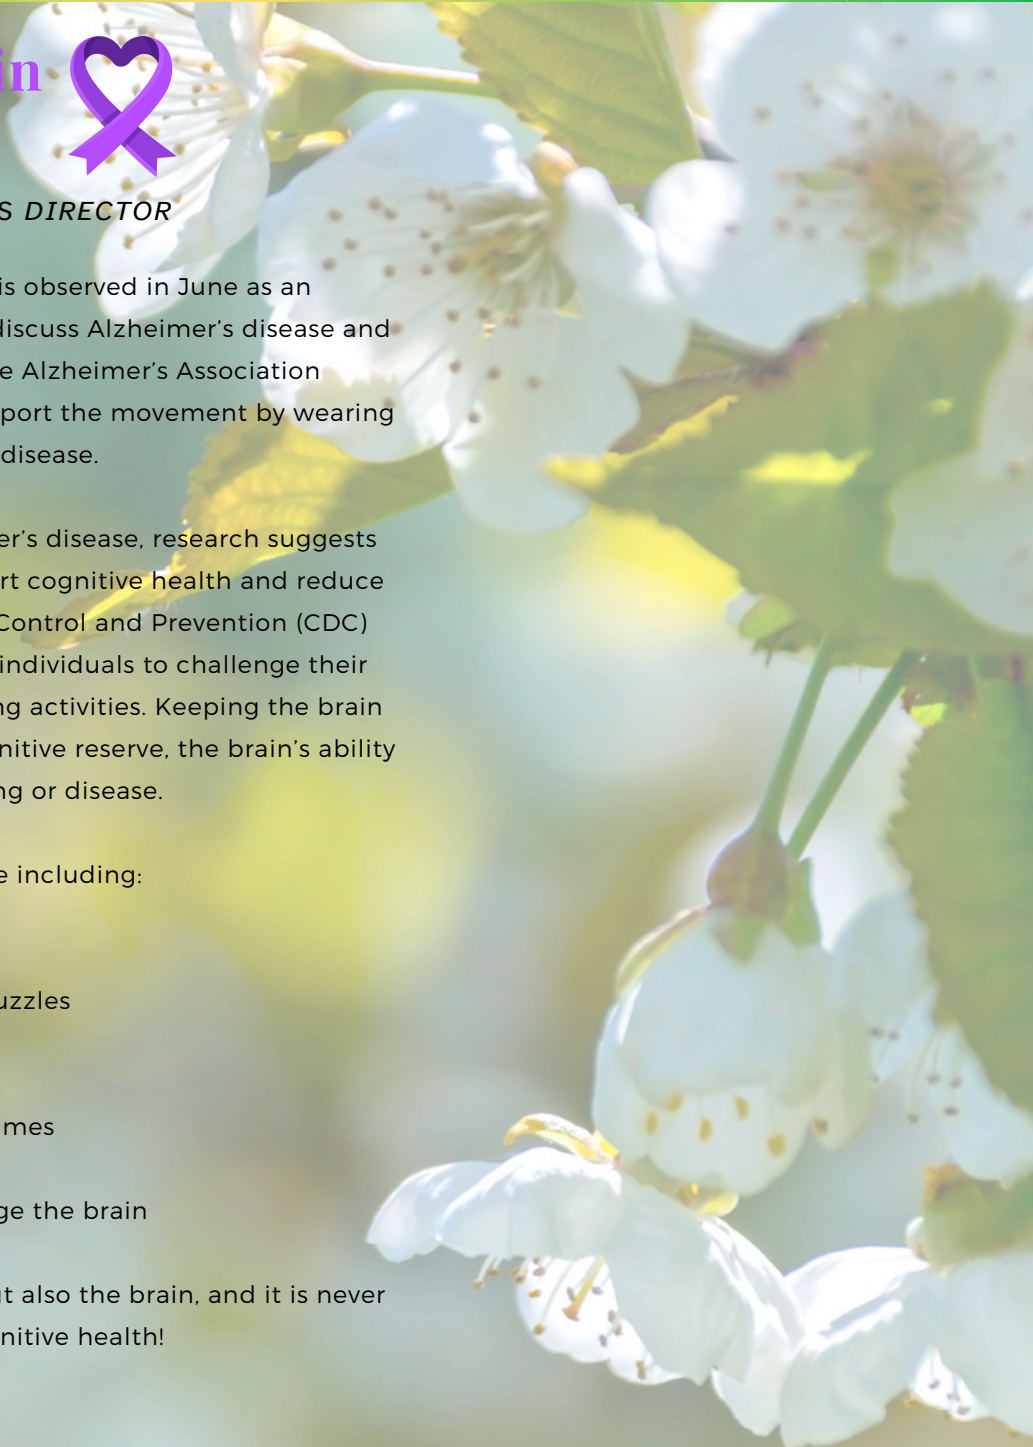 in
S DIRECTOR
is observed in June as an
discuss Alzheimer’s disease and
e Alzheimer’s Association
port the movement by wearing
disease.
er’s disease, research suggests
rt cognitive health and reduce
Control and Prevention (CDC)
individuals to challenge their
ng activities. Keeping the brain
nitive reserve, the brain’s ability
ng or disease.
e including:
uzzles
mes
ge the brain
ut also the brain, and it is never
nitive health!